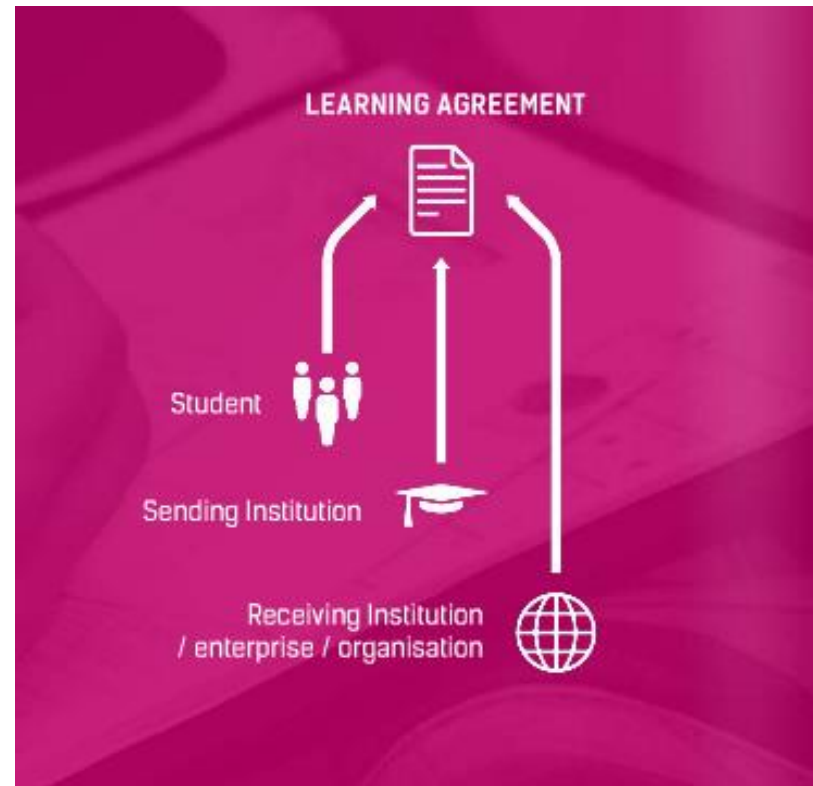 LEARNING AGREEMENT
Student
Sending Institution
Receiving Institution
/ enterprise / organisation